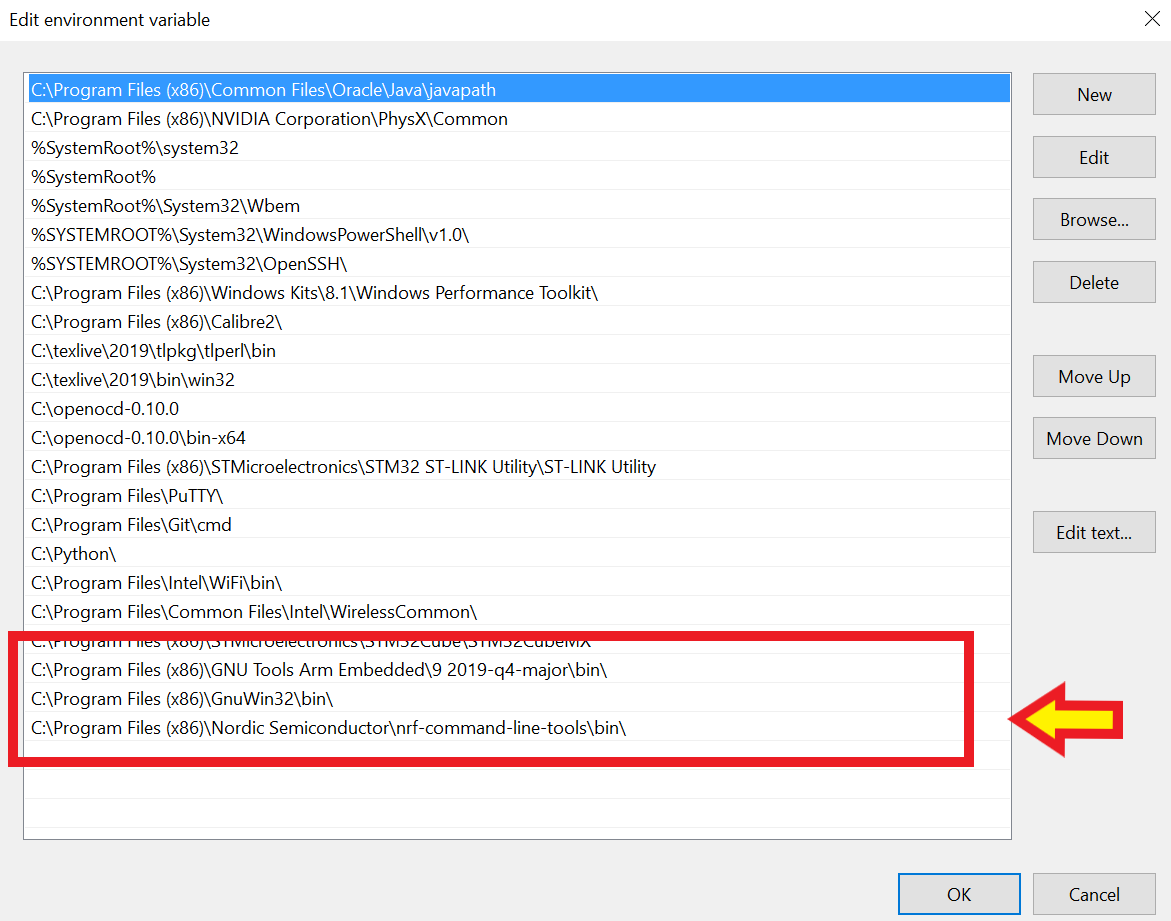 Edit environment variable
C:\Program Files (x86)\Common Files\Oracle\Java\javapath
C:\Program Files (x86)\NVIDIA Corporation\PhysX\Common
%SystemRoot%\system32
%SystemRoot%
%SystemRoot%\System32\Wbem
%SYSTEMROOT%\System32\WindowsPowerShell\v1.0\
%SYSTEMROOT%\System32\OpenSSH\
C:\Program Files (x86)\Windows Kits\8.1\Windows Performance Toolkit\
C:\Program Files (x86)\Calibre2\
C:\texlive\2019\tlpkg\tlperl\bin
C:\texlive\2019\bin\win32
C:\openocd-0.10.0
C:\openocd-0.10.0\bin-x64
C:\Program Files (x86)\STMicroelectronics\STM32 ST-LINK Utility\ST-LINK Utility
C:\Program Files\PuTTY\
C:\Program Files\Git\cmd
C:\Python\
C:\Program Files\Intel\WiFi\bin\
C:\Program Files\Common Files\Intel\WirelessCommon\
C:\Program Files (x86)\STMicroelectronics\STM32Cube\STM32CubeMX
C:\Program Files (x86)\GNU Tools Arm Embedded\9 2019-q4-major\bin\
C:\Program Files (x86)\GnuWin32\bin\
C:\Program Files (x86)\Nordic Semiconductor\nrf-command-line-tools\bin\
New
Edit
Browse...
Delete
Move Up
Move Down
Edit text...
OK
Cancel